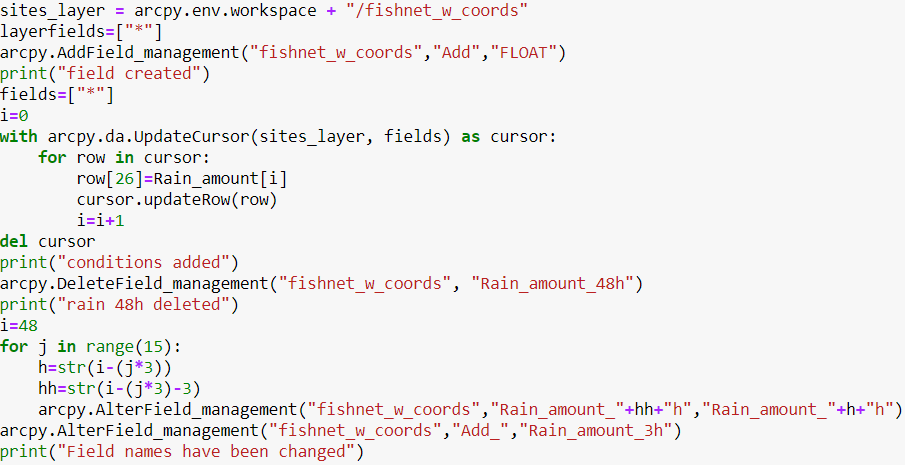 sites_layer = arcpy.env.workspace + "/fishnet_w_coords"
layerfields=["*"]
arcpy.AddField_management("fishnet_w_coords","Add","FLOAT")
print("field created")
fields=["*"]
i=0
with arcpy.da.UpdateCursor(sites_layer, fields) as cursor:
    for row in cursor:
        row[26]=Rain_amount[i]
        cursor.updateRow(row)
        i=i+1
del cursor
print("conditions added")
arcpy.DeleteField_management("fishnet_w_coords", "Rain_amount_48h")
print("rain 48h deleted")
i=48
for j in range(15):
    h=str(i-(j*3))
    hh=str(i-(j*3)-3)
    arcpy.AlterField_management("fishnet_w_coords","Rain_amount_"+hh+"h","Rain_amount_"+h+"h")
arcpy.AlterField_management("fishnet_w_coords","Add_","Rain_amount_3h")
print("Field names have been changed")